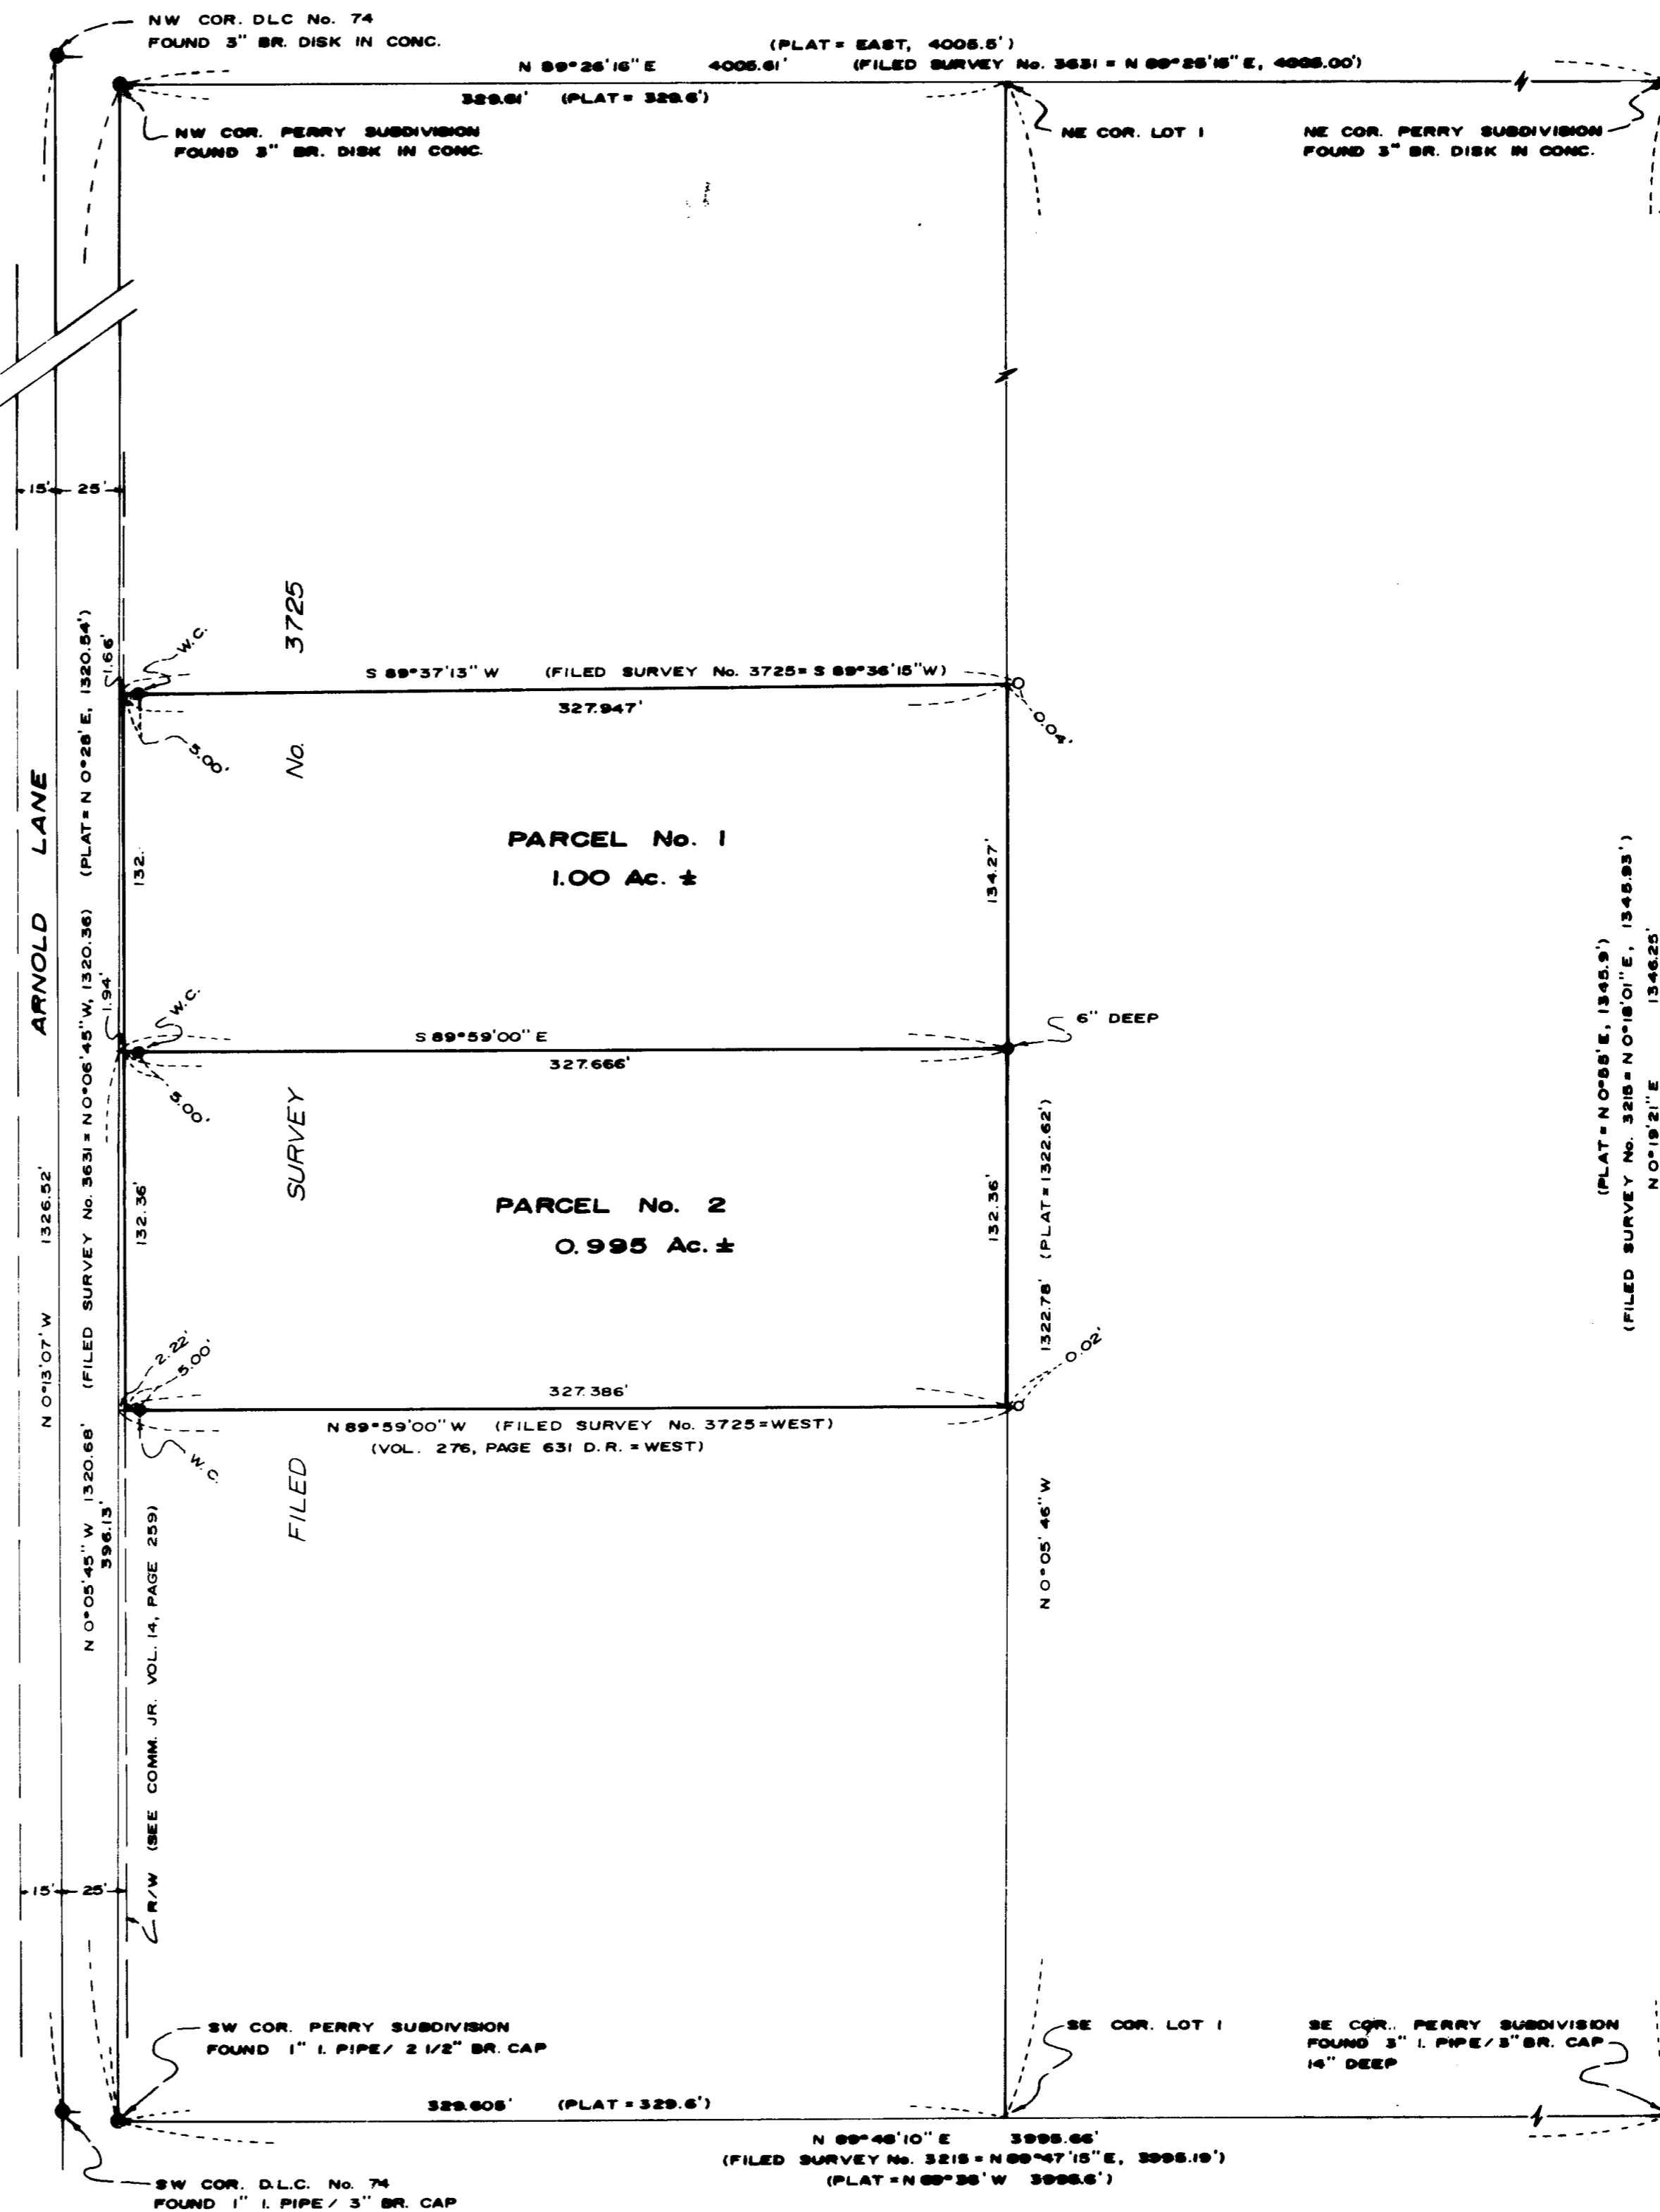 NW COR. DLC No. 74
FOUND 3" BR. DISK IN CONC.
(PLAT = EAST, 4005.5')
N 89°26'16" E 4005.61' (FILED SURVEY No. 3631 = N 89°25'15" E, 4005.00')
329.61' (PLAT = 329.6')
NW COR. PERRY SUBDIVISION
FOUND 3" BR. DISK IN CONC.
NE COR. LOT 1
NE COR. PERRY SUBDIVISION
FOUND 3" BR. DISK IN CONC.
15' 25'
ARNOLD LANE
N 0°13'07" W 1326.52'
(PLAT = N 0°28' E, 1320.54')
(FILED SURVEY No. 3631 = N 0°06'45" W, 1320.36')
N 0°05'45" W 1320.68'
396.13'
R/W (SEE COMM. JR. VOL. 14, PAGE 259)
FILED SURVEY No. 3725
1.66'
W.C.
5.00'
S 89°37'13" W (FILED SURVEY No. 3725 = S 89°36'15" W)
327.947'
0.04'
PARCEL No. 1
1.00 Ac. ±
132.
134.27'
1.94'
W.C.
5.00'
S 89°59'00" E
327.666'
6" DEEP
PARCEL No. 2
0.995 Ac. ±
132.36'
132.36'
1322.78' (PLAT = 1322.62')
N 0°05'46" W
2.22'
5.00'
W.C.
327.386'
0.02'
N 89°59'00" W (FILED SURVEY No. 3725 = WEST)
(VOL. 276, PAGE 631 D.R. = WEST)
(PLAT = N 0°55' E, 1345.9')
(FILED SURVEY No. 3215 = N 0°18'01" E, 1345.93')
N 0°19'21" E 1346.25'
15' 25'
SW COR. PERRY SUBDIVISION
FOUND 1" I. PIPE / 2 1/2" BR. CAP
SE COR. LOT 1
SE COR. PERRY SUBDIVISION
FOUND 3" I. PIPE / 3" BR. CAP
14" DEEP
329.605' (PLAT = 329.6')
N 89°48'10" E 3995.66'
(FILED SURVEY No. 3215 = N 89°47'15" E, 3995.19')
(PLAT = N 89°36' W 3995.6')
SW COR. D.L.C. No. 74
FOUND 1" I. PIPE / 3" BR. CAP